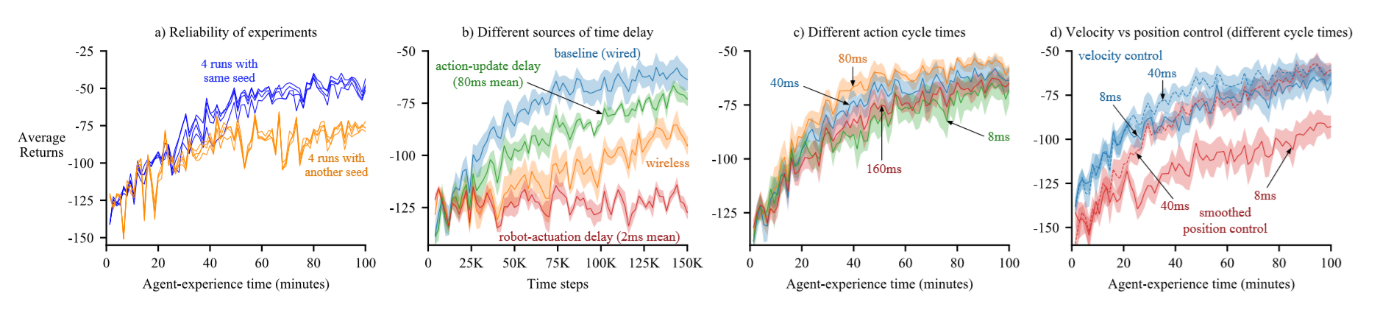 a) Reliability of experiments
-25
-50
-75
-100
-125
-150
Average
Returns
4 runs with
same seed
4 runs with
another seed
0
20
40
60
80
100
Agent-experience time (minutes)
b) Different sources of time delay
-50
-75
-100
-125
baseline (wired)
action-update delay
(80ms mean)
wireless
robot-actuation delay (2ms mean)
0
25K
50K
75K
100K
125K
150K
Time steps
c) Different action cycle times
-50
-75
-100
-125
80ms
40ms
8ms
160ms
0
20
40
60
80
100
Agent-experience time (minutes)
d) Velocity vs position control (different cycle times)
-50
-75
-100
-125
-150
velocity control
40ms
8ms
8ms
40ms
smoothed
position control
0
20
40
60
80
100
Agent-experience time (minutes)